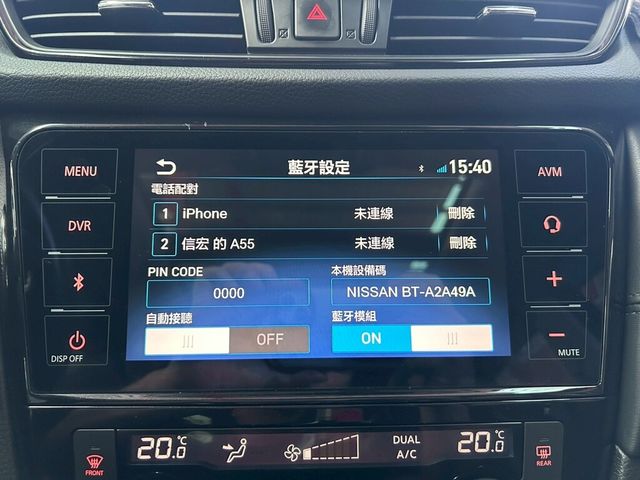 藍牙設定 15:40
MENU
AVM
電話配對
1 iPhone 未連線 刪除
DVR
2 信宏 的 A55 未連線 刪除
PIN CODE 本機設備碼
0000 NISSAN BT-A2A49A
自動接聽 藍牙模組
OFF ON
DISP OFF
MUTE
20.0°C DUAL 20.0°C
A/C
FRONT
REAR